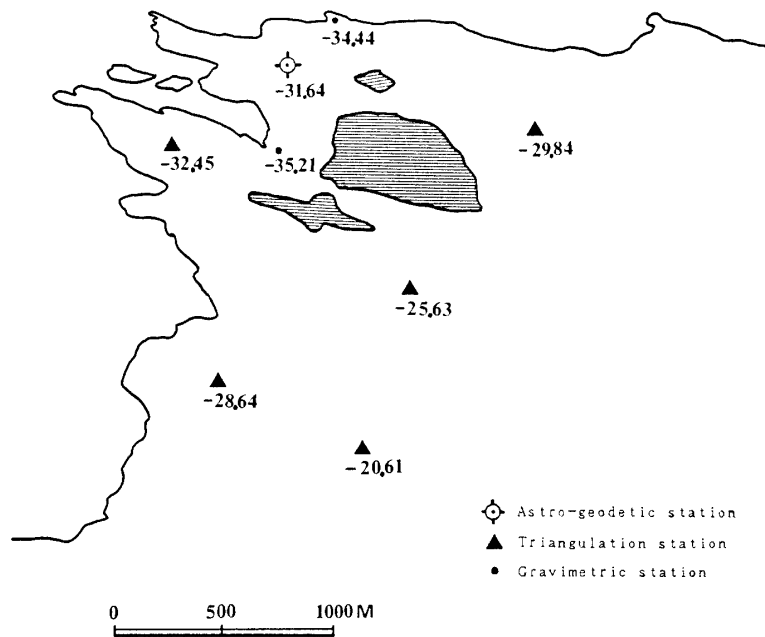 -34,44
-31,64
-29,84
-32,45
-35,21
-25,63
-28,64
-20,61
Astro-geodetic station
Triangulation station
Gravimetric station
0 500 1000 M